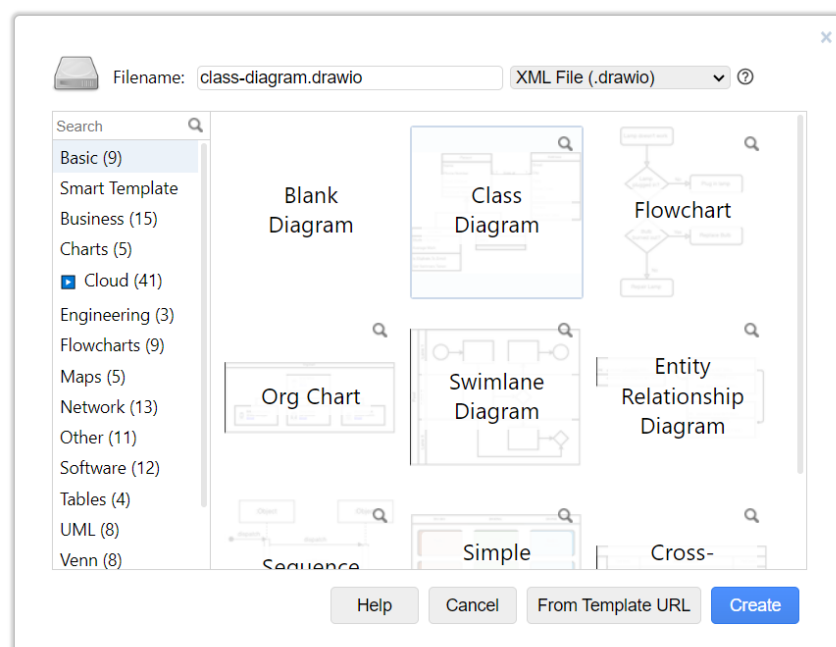 Filename: class-diagram.drawio XML File (.drawio)
Search
Basic (9)
Smart Template
Business (15)
Charts (5)
Cloud (41)
Engineering (3)
Flowcharts (9)
Maps (5)
Network (13)
Other (11)
Software (12)
Tables (4)
UML (8)
Venn (8)
Blank
Diagram
Class
Diagram
Flowchart
Org Chart
Swimlane
Diagram
Entity
Relationship
Diagram
Sequence
Simple
Cross-
Help Cancel From Template URL Create